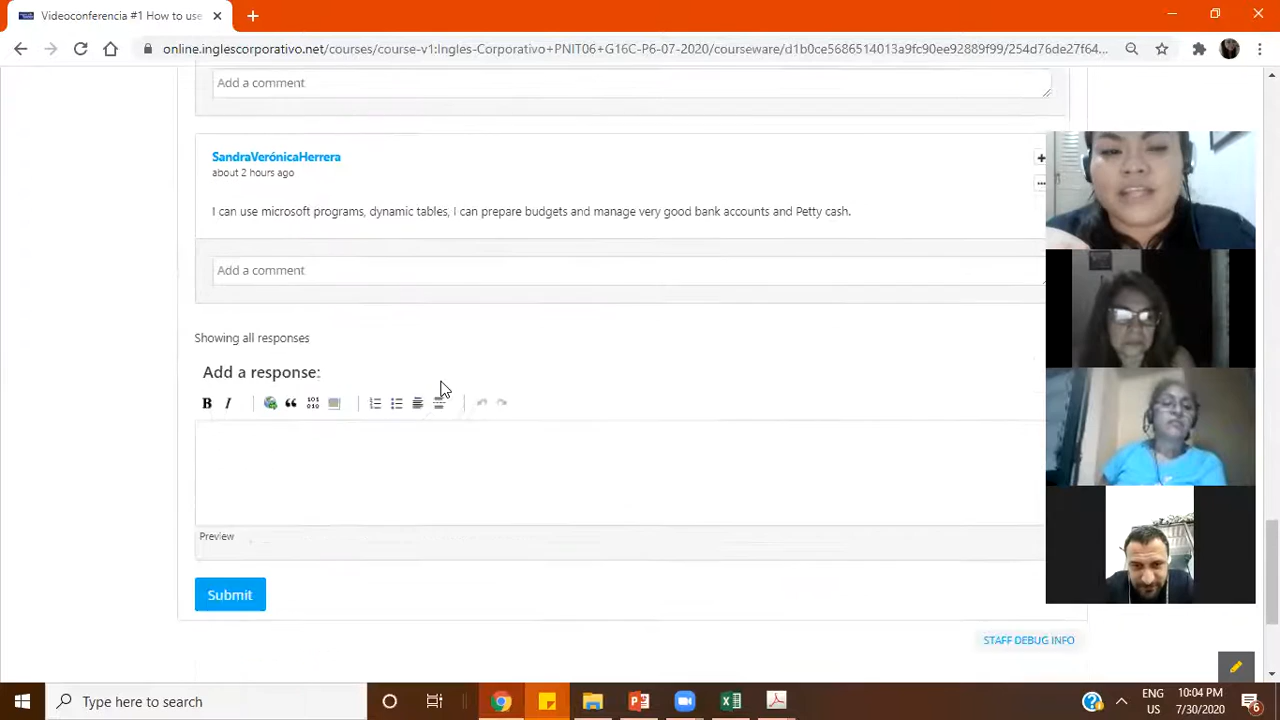 Videoconferencia #1 How to use
online.inglescorporativo.net/courses/course-v1:Ingles-Corporativo+PNIT06+G16C-P6-07-2020/courseware/d1b0ce5686514013a9fc90ee92889f99/254d76de27f64...
Add a comment
SandraVerónicaHerrera
about 2 hours ago
I can use microsoft programs, dynamic tables, I can prepare budgets and manage very good bank accounts and Petty cash.
Add a comment
Showing all responses
Add a response:
B I
Preview
Submit
STAFF DEBUG INFO
Type here to search
ENG
US
10:04 PM
7/30/2020
6